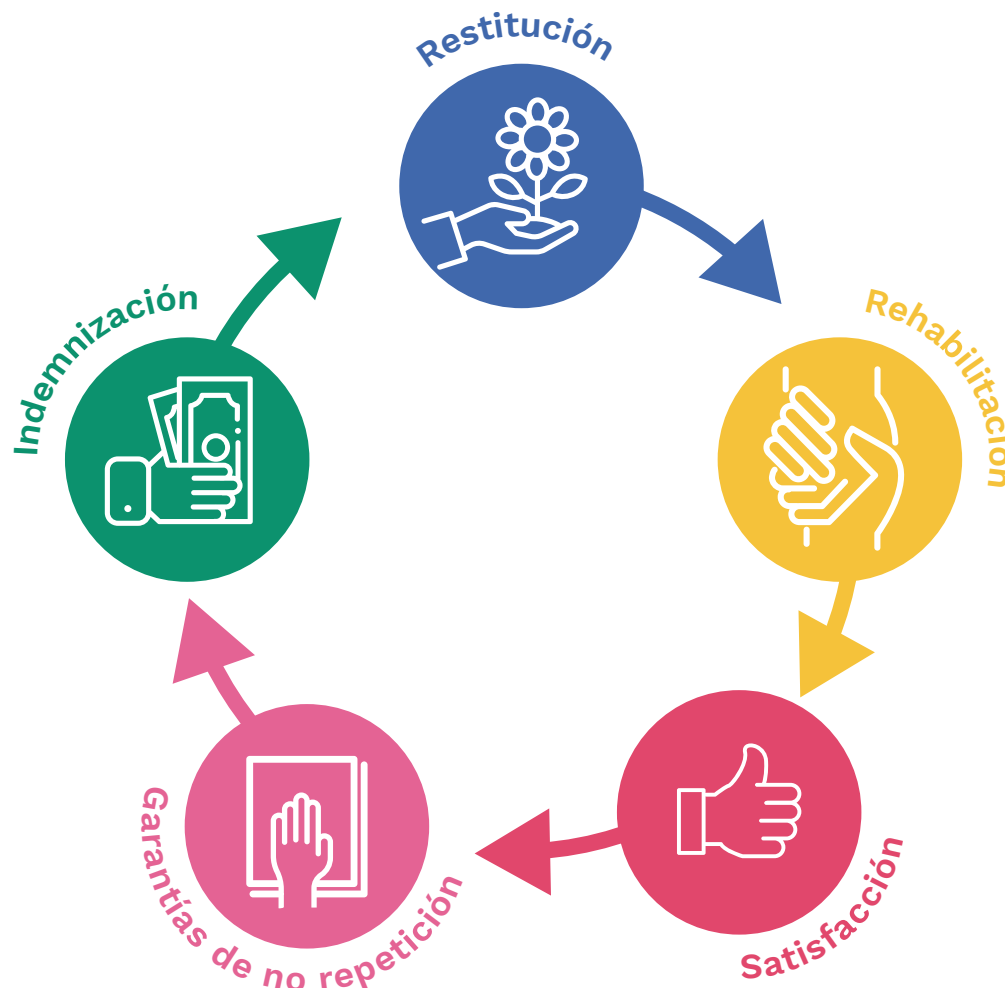 Restitución
Rehabilitación
Satisfacción
Garantías de no repetición
Indemnización